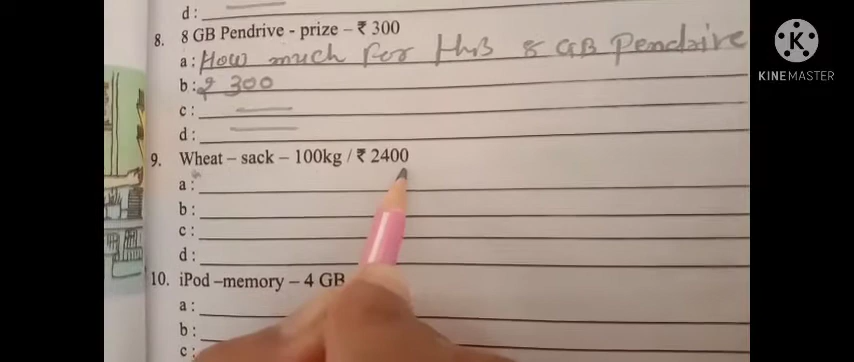 d :
8. 8 GB Pendrive - prize – ₹ 300
a : How much for this 8 GB Pendrive
b : ₹ 300
c :
d :
9. Wheat – sack – 100kg / ₹ 2400
a :
b :
c :
d :
10. iPod –memory – 4 GB
a :
b :
c :
K
KINEMASTER